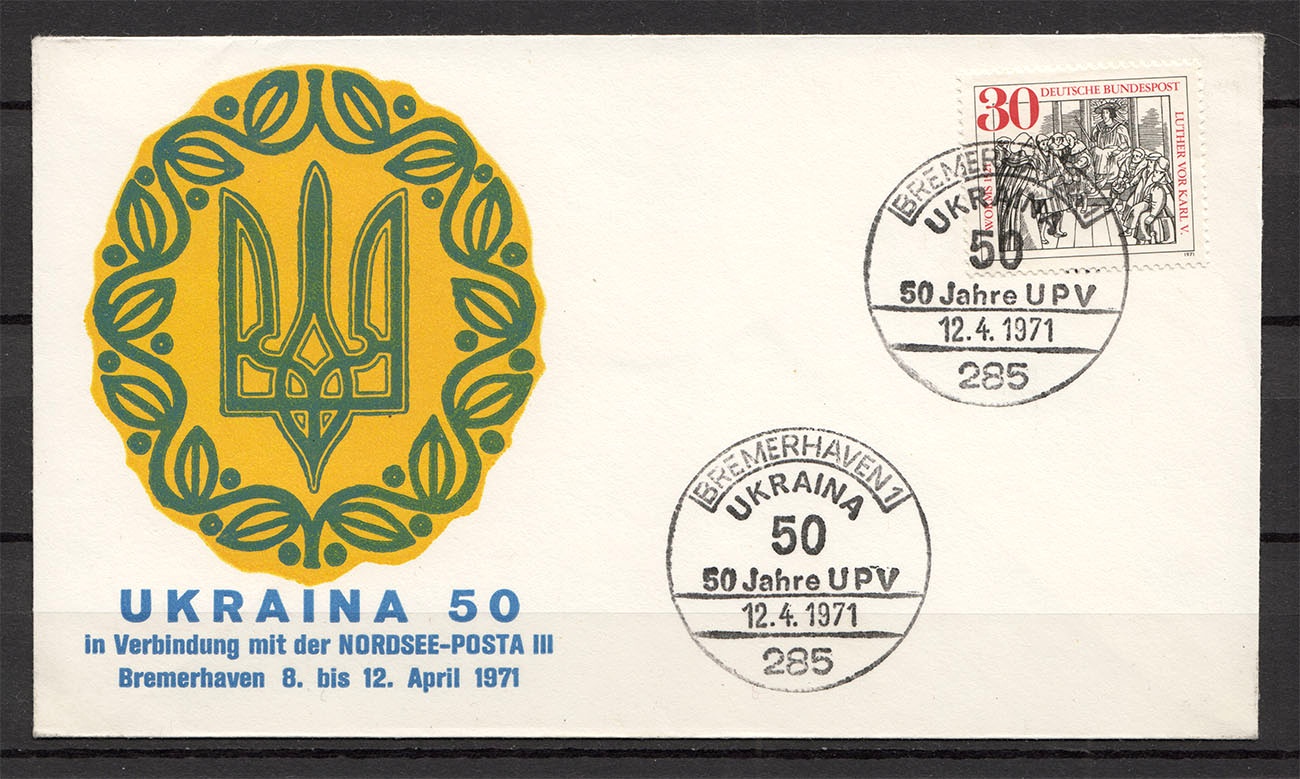 30 DEUTSCHE BUNDESPOST
LUTHER VOR KARL V.
WORMS 1521
1971
UKRAINA
50
50 Jahre UPV
12.4.1971
285
BREMERHAVEN 1
UKRAINA
50
50 Jahre UPV
12.4.1971
285
UKRAINA 50
in Verbindung mit der NORDSEE-POSTA III
Bremerhaven 8. bis 12. April 1971